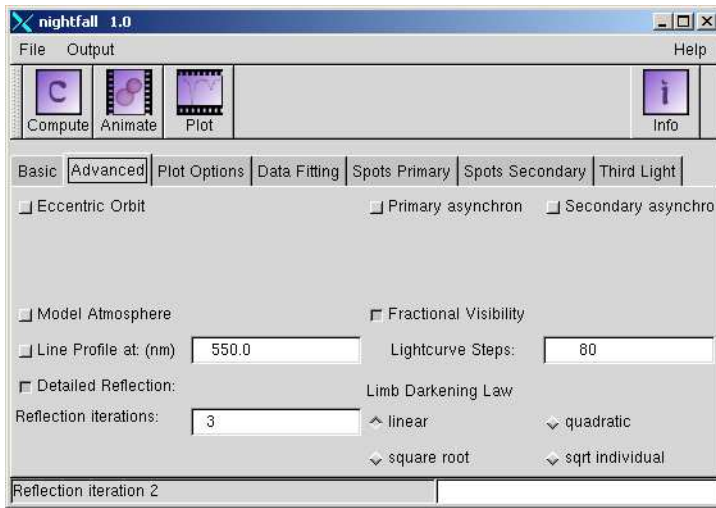 nightfall 1.0
File Output Help
C i
Compute Animate Plot Info
Basic Advanced Plot Options Data Fitting Spots Primary Spots Secondary Third Light
Eccentric Orbit Primary asynchron Secondary asynchro
Model Atmosphere Fractional Visibility
Line Profile at: (nm) 550.0 Lightcurve Steps: 80
Detailed Reflection: Limb Darkening Law
Reflection iterations: 3 linear quadratic
square root sqrt individual
Reflection iteration 2